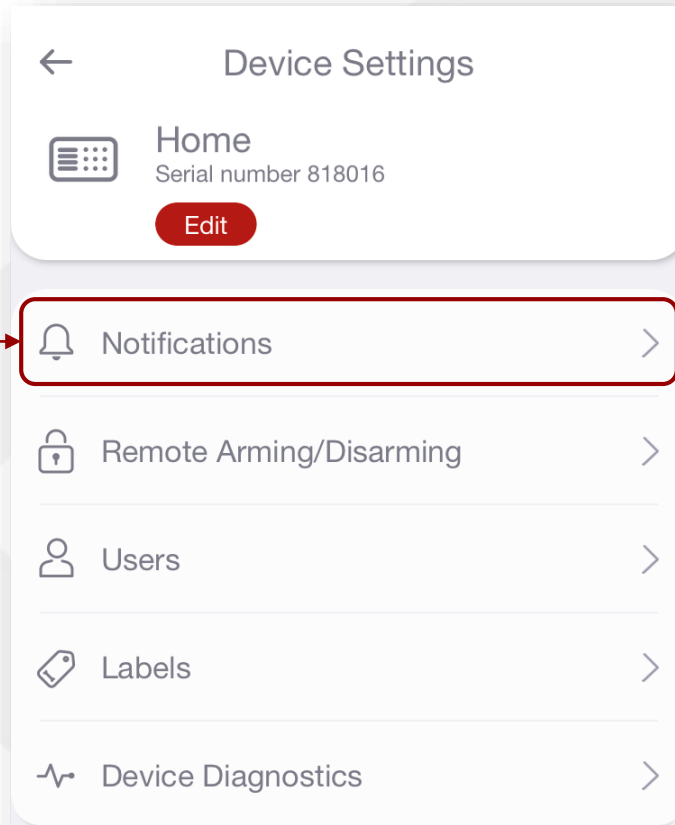 Device Settings
Home
Serial number 818016
Edit
Notifications
Remote Arming/Disarming
Users
Labels
Device Diagnostics